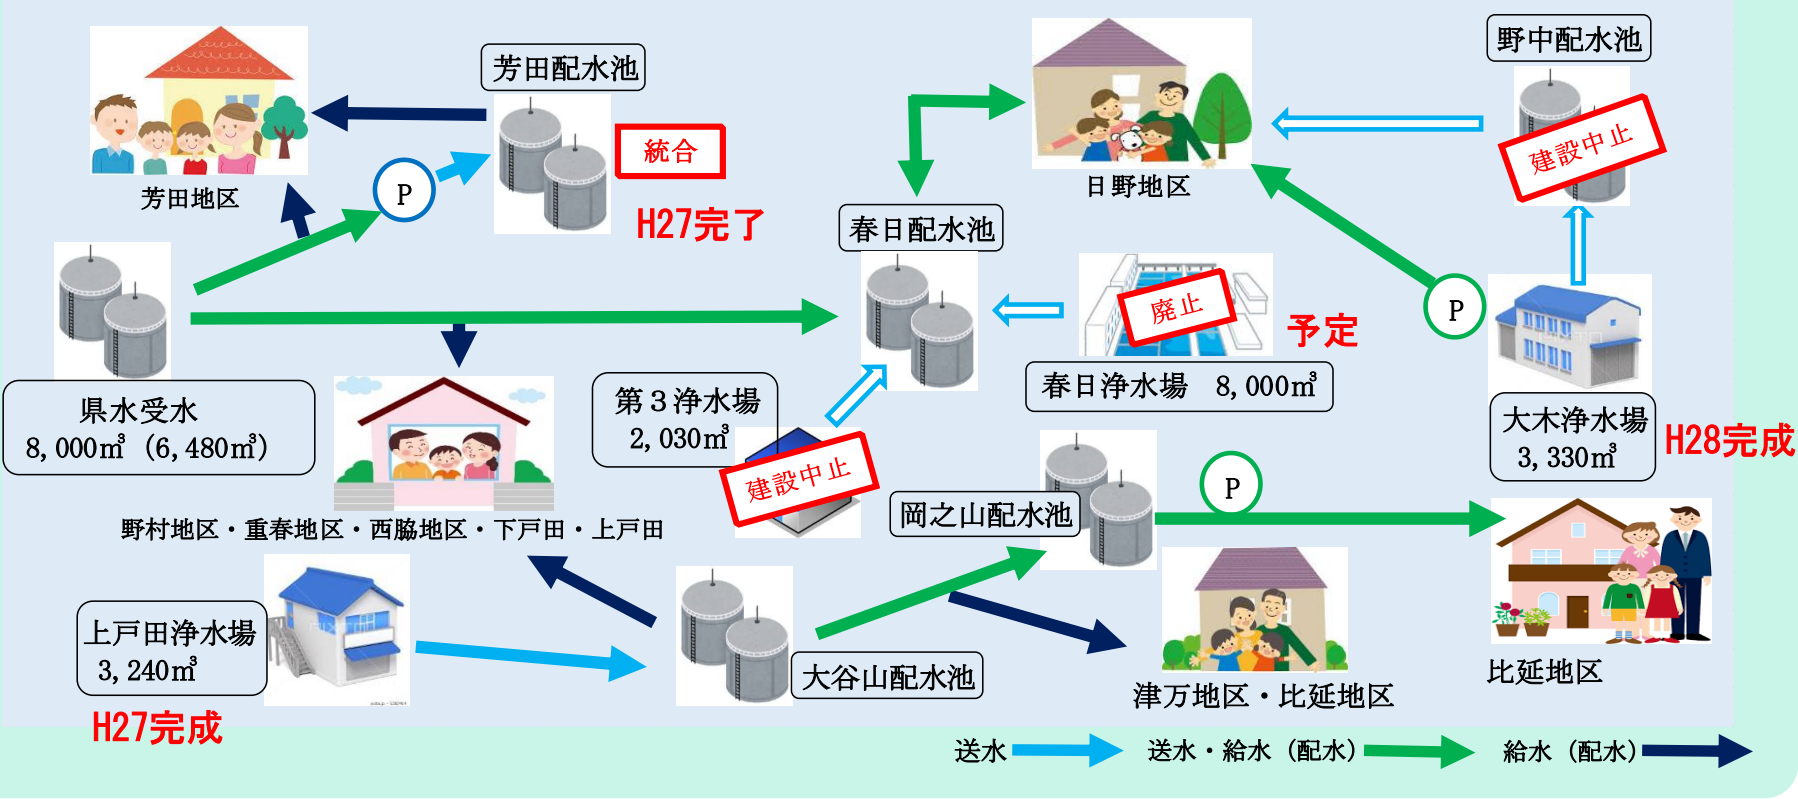 野中配水池
芳田配水池
建設中止
統合
芳田地区
P
日野地区
H27完了
春日配水池
廃止
P
予定
春日浄水場 8,000㎥
県水受水
8,000㎥（6,480㎥）
第３浄水場
2,030㎥
大木浄水場
3,330㎥
H28完成
建設中止
岡之山配水池
P
野村地区・重春地区・西脇地区・下戸田・上戸田
上戸田浄水場
3,240㎥
H27完成
大谷山配水池
津万地区・比延地区
比延地区
送水
送水・給水（配水）
給水（配水）